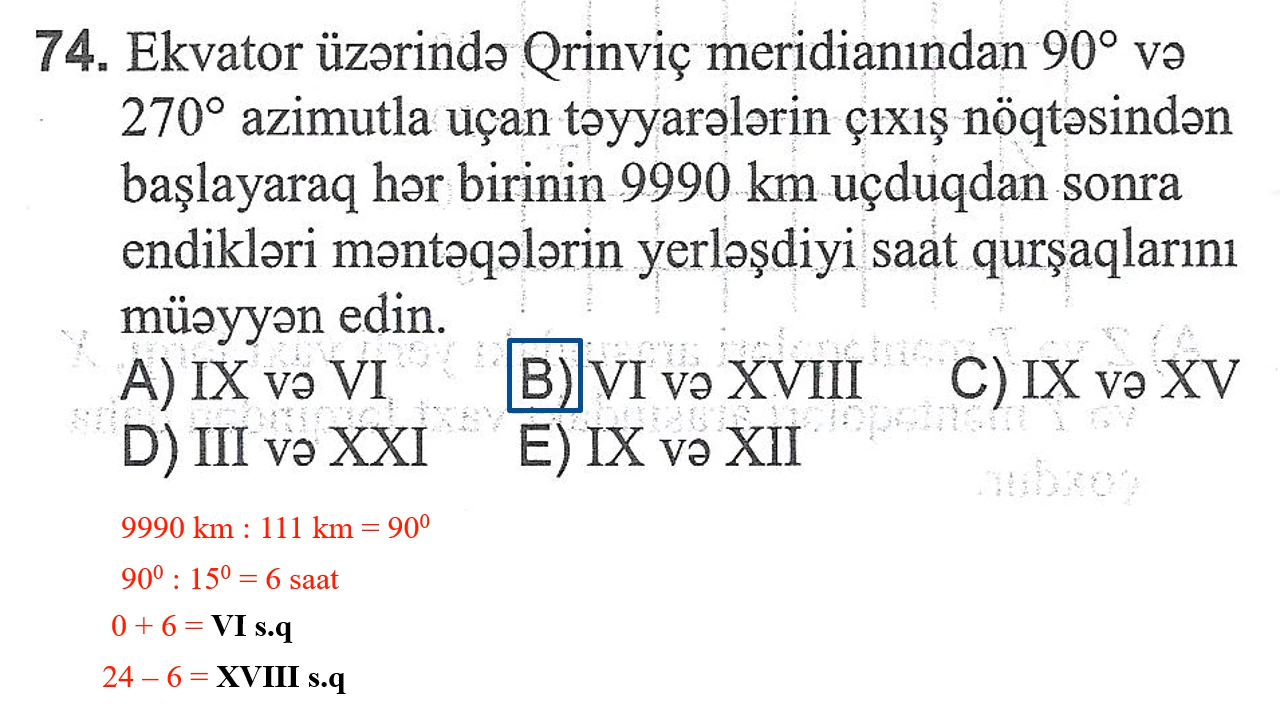 74. Ekvator üzərində Qrinviç meridianından 90° və
270° azimutla uçan təyyarələrin çıxış nöqtəsindən
başlayaraq hər birinin 9990 km uçduqdan sonra
endikləri məntəqələrin yerləşdiyi saat qurşaqlarını
müəyyən edin.
A) IX və VI B) VI və XVIII C) IX və XV
D) III və XXI E) IX və XII
9990 km : 111 km = 90⁰
90⁰ : 15⁰ = 6 saat
0 + 6 = VI s.q
24 – 6 = XVIII s.q